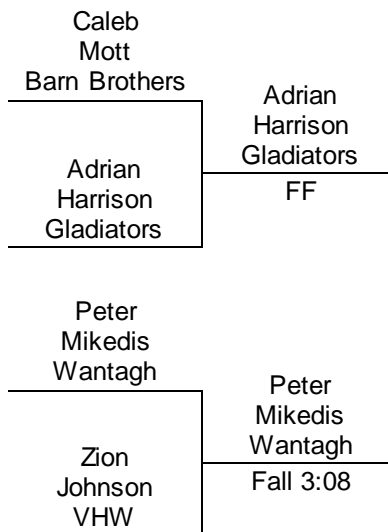 Caleb
Mott
Barn Brothers
Adrian
Harrison
Gladiators
Adrian
Harrison
Gladiators
FF
Peter
Mikedis
Wantagh
Zion
Johnson
VHW
Peter
Mikedis
Wantagh
Fall 3:08